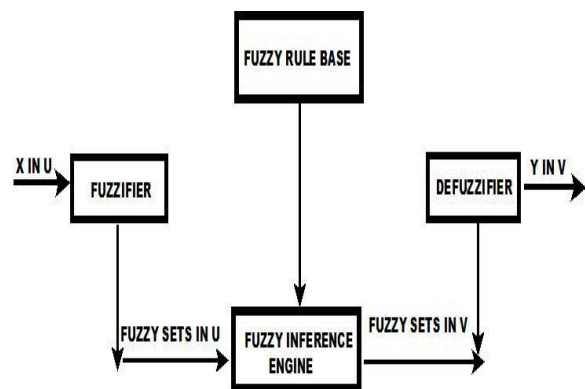 FUZZY RULE BASE
X IN U
FUZZIFIER
DEFUZZIFIER
Y IN V
FUZZY SETS IN U
FUZZY INFERENCE
ENGINE
FUZZY SETS IN V